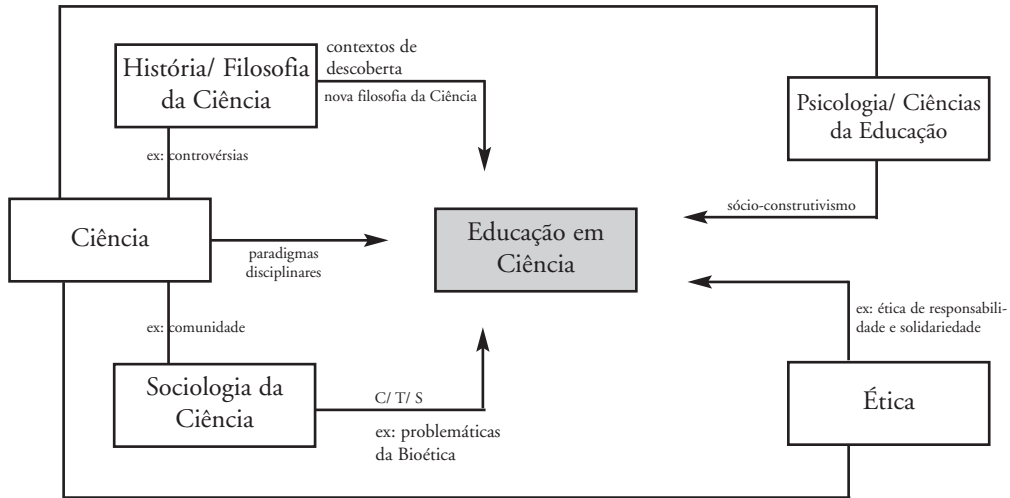 História/ Filosofia
da Ciência
contextos de
descoberta
nova filosofia da Ciência
Psicologia/ Ciências
da Educação
ex: controvérsias
sócio-construtivismo
Ciência
paradigmas
disciplinares
Educação em
Ciência
ex: comunidade
ex: ética de responsabili-
dade e solidariedade
Sociologia da
Ciência
C/ T/ S
ex: problemáticas
da Bioética
Ética